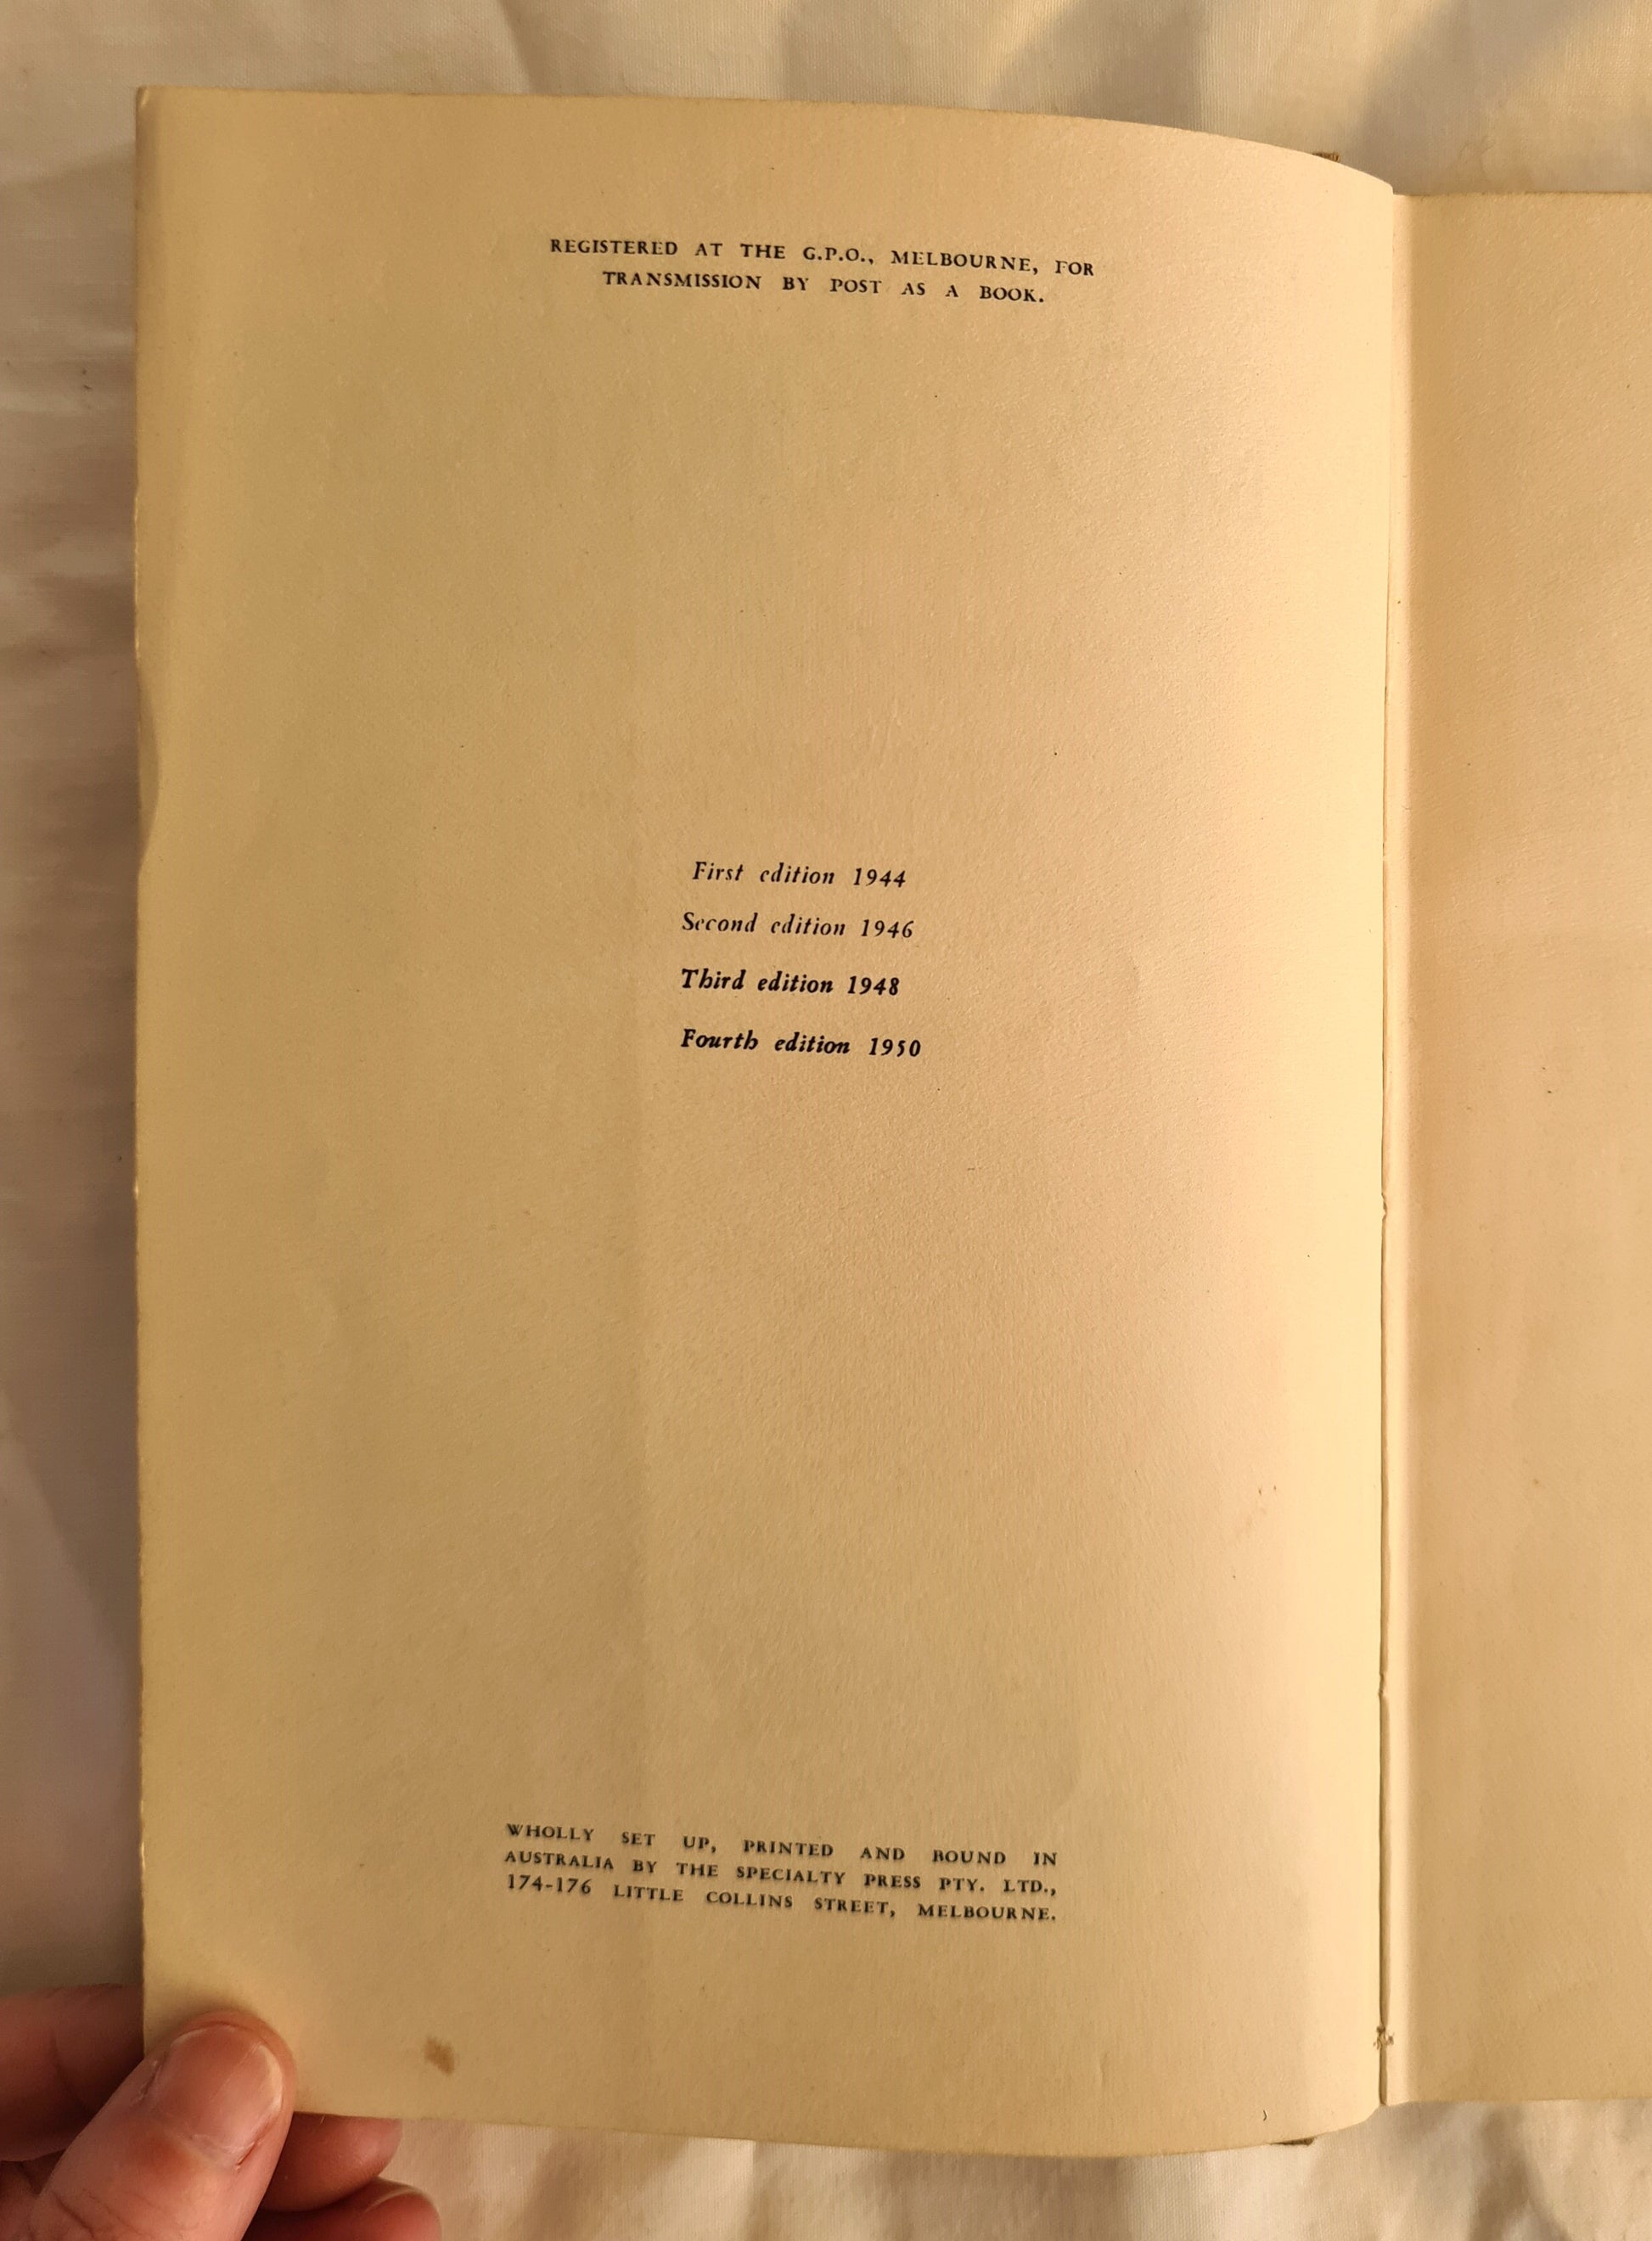 REGISTERED AT THE G.P.O., MELBOURNE, FOR
TRANSMISSION BY POST AS A BOOK.
First edition 1944
Second edition 1946
Third edition 1948
Fourth edition 1950
WHOLLY SET UP, PRINTED AND BOUND IN
AUSTRALIA BY THE SPECIALTY PRESS PTY. LTD.,
174-176 LITTLE COLLINS STREET, MELBOURNE.